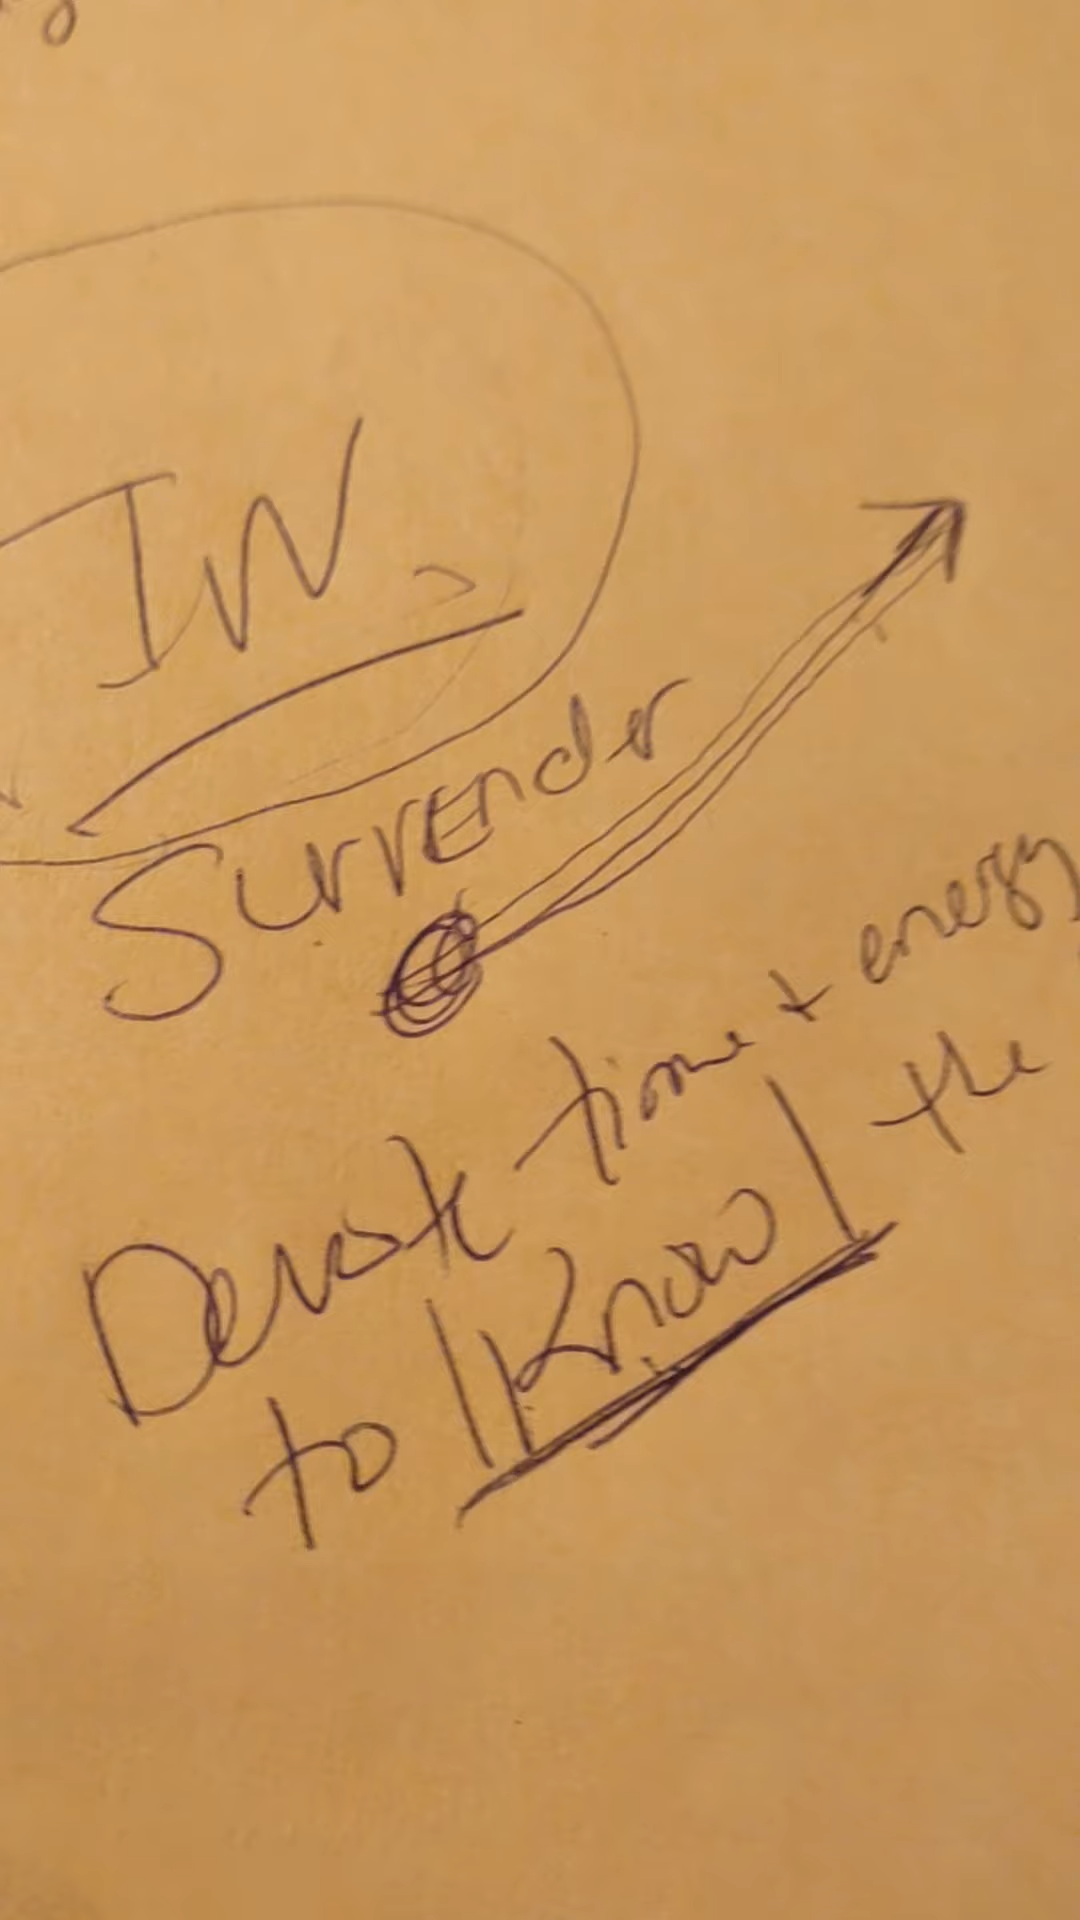 IN
Surrender
Devote time + energy
to Know the